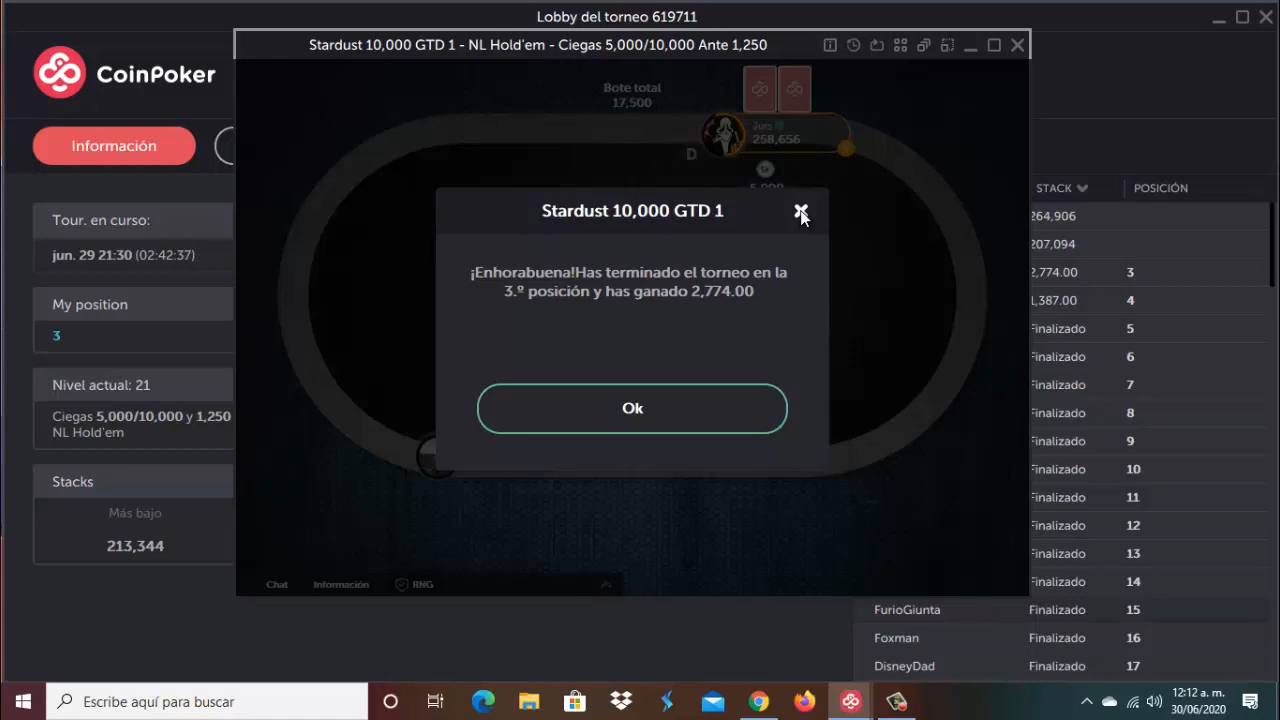 Lobby del torneo 619711
CoinPoker
Stardust 10,000 GTD 1 - NL Hold'em - Ciegas 5,000/10,000 Ante 1,250
Información
Tour. en curso:
jun. 29 21:30 (02:42:37)
My position
3
Nivel actual: 21
Ciegas 5,000/10,000 y 1,250
NL Hold'em
Stacks
Más bajo
213,344
Bote total
17,500
258,656
D
5,000
Stardust 10,000 GTD 1
¡Enhorabuena!Has terminado el torneo en la
3.º posición y has ganado 2,774.00
Ok
Chat Información RNG
STACK POSICIÓN
264,906
207,094
2,774.00 3
1,387.00 4
Finalizado 5
Finalizado 6
Finalizado 7
Finalizado 8
Finalizado 9
Finalizado 10
Finalizado 11
Finalizado 12
Finalizado 13
Finalizado 14
FurioGiunta Finalizado 15
Foxman Finalizado 16
DisneyDad Finalizado 17
Escribe aquí para buscar
12:12 a. m.
30/06/2020